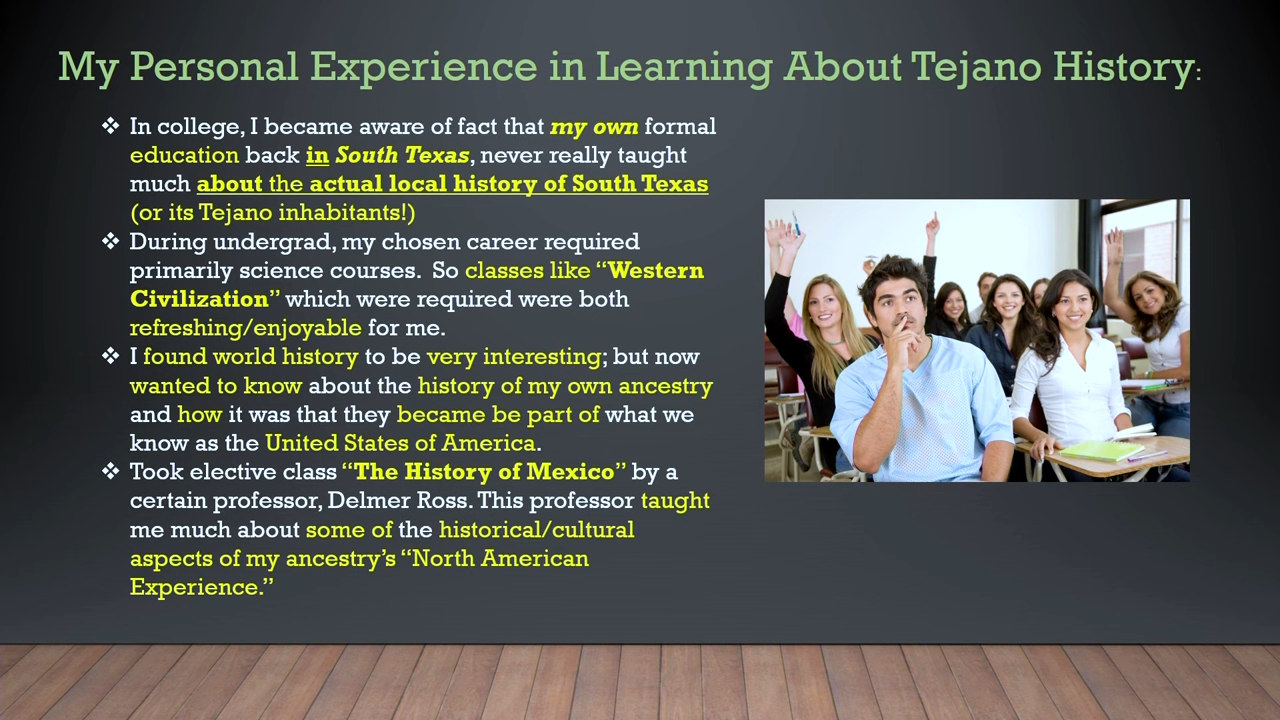 My Personal Experience in Learning About Tejano History:
❖ In college, I became aware of fact that my own formal
education back in South Texas, never really taught
much about the actual local history of South Texas
(or its Tejano inhabitants!)
❖ During undergrad, my chosen career required
primarily science courses.  So classes like “Western
Civilization” which were required were both
refreshing/enjoyable for me.
❖ I found world history to be very interesting; but now
wanted to know about the history of my own ancestry
and how it was that they became be part of what we
know as the United States of America.
❖ Took elective class “The History of Mexico” by a
certain professor, Delmer Ross. This professor taught
me much about some of the historical/cultural
aspects of my ancestry’s “North American
Experience.”